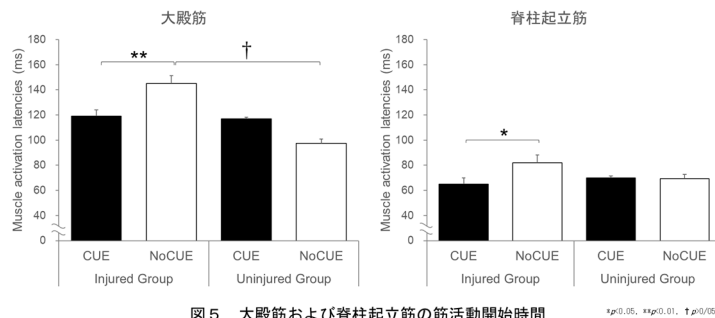 大殿筋
Muscle activation latencies (ms)
180
160
140
120
100
80
60
40
0
**
†
CUE
NoCUE
CUE
NoCUE
Injured Group
Uninjured Group
脊柱起立筋
Muscle activation latencies (ms)
180
160
140
120
100
80
60
40
0
*
CUE
NoCUE
CUE
NoCUE
Injured Group
Uninjured Group
図５　大殿筋および脊柱起立筋の筋活動開始時間
*p<0.05, **p<0.01, †p>0/05